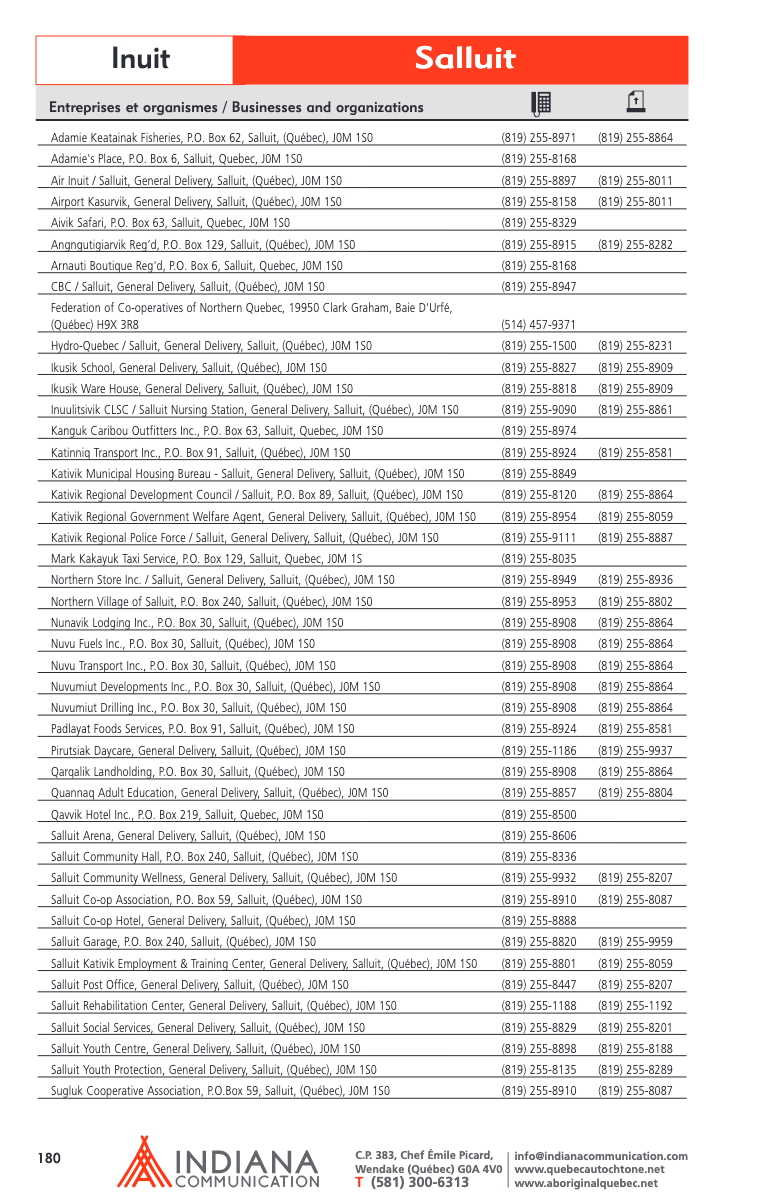 Inuit Salluit
Entreprises et organismes / Businesses and organizations
Adamie Keatainak Fisheries, P.O. Box 62, Salluit, (Québec), J0M 1S0 (819) 255-8971 (819) 255-8864
Adamie's Place, P.O. Box 6, Salluit, Quebec, J0M 1S0 (819) 255-8168
Air Inuit / Salluit, General Delivery, Salluit, (Québec), J0M 1S0 (819) 255-8897 (819) 255-8011
Airport Kasurvik, General Delivery, Salluit, (Québec), J0M 1S0 (819) 255-8158 (819) 255-8011
Aivik Safari, P.O. Box 63, Salluit, Quebec, J0M 1S0 (819) 255-8329
Angngutigiarvik Reg'd, P.O. Box 129, Salluit, (Québec), J0M 1S0 (819) 255-8915 (819) 255-8282
Arnauti Boutique Reg'd, P.O. Box 6, Salluit, Quebec, J0M 1S0 (819) 255-8168
CBC / Salluit, General Delivery, Salluit, (Québec), J0M 1S0 (819) 255-8947
Federation of Co-operatives of Northern Quebec, 19950 Clark Graham, Baie D'Urfé,
(Québec) H9X 3R8 (514) 457-9371
Hydro-Quebec / Salluit, General Delivery, Salluit, (Québec), J0M 1S0 (819) 255-1500 (819) 255-8231
Ikusik School, General Delivery, Salluit, (Québec), J0M 1S0 (819) 255-8827 (819) 255-8909
Ikusik Ware House, General Delivery, Salluit, (Québec), J0M 1S0 (819) 255-8818 (819) 255-8909
Inuulitsivik CLSC / Salluit Nursing Station, General Delivery, Salluit, (Québec), J0M 1S0 (819) 255-9090 (819) 255-8861
Kanguk Caribou Outfitters Inc., P.O. Box 63, Salluit, Quebec, J0M 1S0 (819) 255-8974
Katinniq Transport Inc., P.O. Box 91, Salluit, (Québec), J0M 1S0 (819) 255-8924 (819) 255-8581
Kativik Municipal Housing Bureau - Salluit, General Delivery, Salluit, (Québec), J0M 1S0 (819) 255-8849
Kativik Regional Development Council / Salluit, P.O. Box 89, Salluit, (Québec), J0M 1S0 (819) 255-8120 (819) 255-8864
Kativik Regional Government Welfare Agent, General Delivery, Salluit, (Québec), J0M 1S0 (819) 255-8954 (819) 255-8059
Kativik Regional Police Force / Salluit, General Delivery, Salluit, (Québec), J0M 1S0 (819) 255-9111 (819) 255-8887
Mark Kakayuk Taxi Service, P.O. Box 129, Salluit, Quebec, J0M 1S (819) 255-8035
Northern Store Inc. / Salluit, General Delivery, Salluit, (Québec), J0M 1S0 (819) 255-8949 (819) 255-8936
Northern Village of Salluit, P.O. Box 240, Salluit, (Québec), J0M 1S0 (819) 255-8953 (819) 255-8802
Nunavik Lodging Inc., P.O. Box 30, Salluit, (Québec), J0M 1S0 (819) 255-8908 (819) 255-8864
Nuvu Fuels Inc., P.O. Box 30, Salluit, (Québec), J0M 1S0 (819) 255-8908 (819) 255-8864
Nuvu Transport Inc., P.O. Box 30, Salluit, (Québec), J0M 1S0 (819) 255-8908 (819) 255-8864
Nuvumiut Developments Inc., P.O. Box 30, Salluit, (Québec), J0M 1S0 (819) 255-8908 (819) 255-8864
Nuvumiut Drilling Inc., P.O. Box 30, Salluit, (Québec), J0M 1S0 (819) 255-8908 (819) 255-8864
Padlayat Foods Services, P.O. Box 91, Salluit, (Québec), J0M 1S0 (819) 255-8924 (819) 255-8581
Pirutsiak Daycare, General Delivery, Salluit, (Québec), J0M 1S0 (819) 255-1186 (819) 255-9937
Qarqalik Landholding, P.O. Box 30, Salluit, (Québec), J0M 1S0 (819) 255-8908 (819) 255-8864
Quannaq Adult Education, General Delivery, Salluit, (Québec), J0M 1S0 (819) 255-8857 (819) 255-8804
Qavvik Hotel Inc., P.O. Box 219, Salluit, Quebec, J0M 1S0 (819) 255-8500
Salluit Arena, General Delivery, Salluit, (Québec), J0M 1S0 (819) 255-8606
Salluit Community Hall, P.O. Box 240, Salluit, (Québec), J0M 1S0 (819) 255-8336
Salluit Community Wellness, General Delivery, Salluit, (Québec), J0M 1S0 (819) 255-9932 (819) 255-8207
Salluit Co-op Association, P.O. Box 59, Salluit, (Québec), J0M 1S0 (819) 255-8910 (819) 255-8087
Salluit Co-op Hotel, General Delivery, Salluit, (Québec), J0M 1S0 (819) 255-8888
Salluit Garage, P.O. Box 240, Salluit, (Québec), J0M 1S0 (819) 255-8820 (819) 255-9959
Salluit Kativik Employment & Training Center, General Delivery, Salluit, (Québec), J0M 1S0 (819) 255-8801 (819) 255-8059
Salluit Post Office, General Delivery, Salluit, (Québec), J0M 1S0 (819) 255-8447 (819) 255-8207
Salluit Rehabilitation Center, General Delivery, Salluit, (Québec), J0M 1S0 (819) 255-1188 (819) 255-1192
Salluit Social Services, General Delivery, Salluit, (Québec), J0M 1S0 (819) 255-8829 (819) 255-8201
Salluit Youth Centre, General Delivery, Salluit, (Québec), J0M 1S0 (819) 255-8898 (819) 255-8188
Salluit Youth Protection, General Delivery, Salluit, (Québec), J0M 1S0 (819) 255-8135 (819) 255-8289
Sugluk Cooperative Association, P.O.Box 59, Salluit, (Québec), J0M 1S0 (819) 255-8910 (819) 255-8087
180
INDIANA
COMMUNICATION
C.P. 383, Chef Émile Picard,
Wendake (Québec) G0A 4V0
T (581) 300-6313
info@indianacommunication.com
www.quebecautochtone.net
www.aboriginalquebec.net